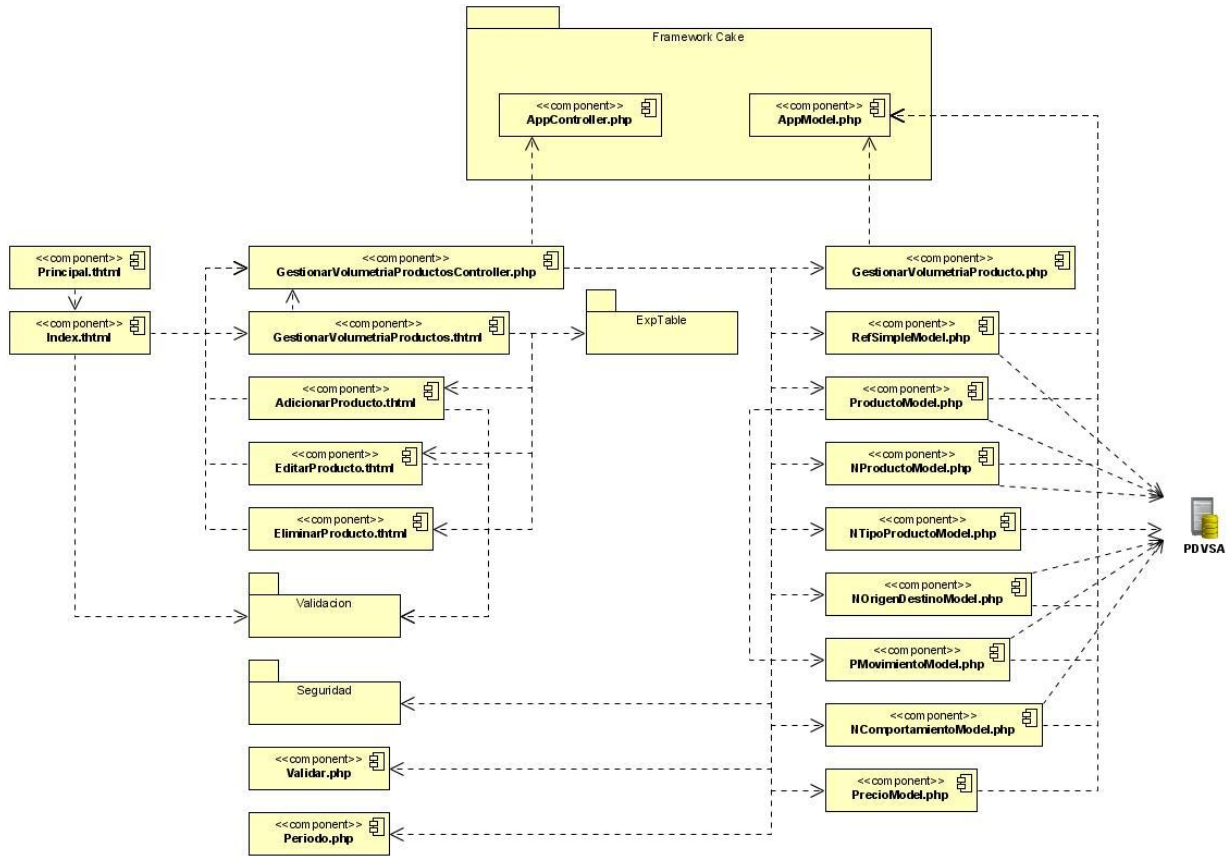 Framework Cake
<<component>>
AppController.php
<<component>>
AppModel.php
<<component>>
Principal.thtml
<<component>>
GestionarVolumetriaProductosController.php
<<component>>
GestionarVolumetriaProducto.php
<<component>>
Index.thtml
<<component>>
GestionarVolumetriaProductos.thtml
ExpTable
<<component>>
RefSimpleModel.php
<<component>>
AdicionarProducto.thtml
<<component>>
ProductoModel.php
<<component>>
EditarProducto.thtml
<<component>>
NProductoModel.php
<<component>>
EliminarProducto.thtml
<<component>>
NTipoProductoModel.php
PDVSA
Validacion
<<component>>
NOrigenDestinoModel.php
<<component>>
PMovimientoModel.php
Seguridad
<<component>>
NComportamientoModel.php
<<component>>
Validar.php
<<component>>
PrecioModel.php
<<component>>
Periodo.php